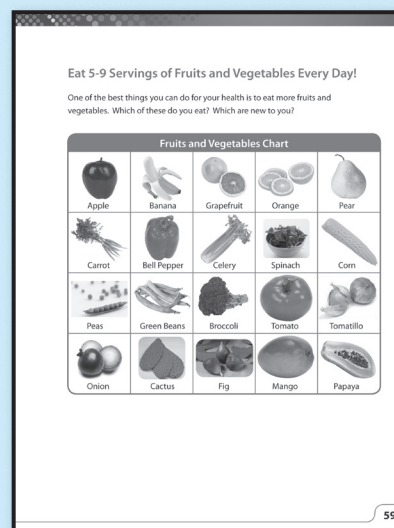 Eat 5-9 Servings of Fruits and Vegetables Every Day!
One of the best things you can do for your health is to eat more fruits and
vegetables. Which of these do you eat? Which are new to you?
Fruits and Vegetables Chart
Apple Banana Grapefruit Orange Pear
Carrot Bell Pepper Celery Spinach Corn
Peas Green Beans Broccoli Tomato Tomatillo
Onion Cactus Fig Mango Papaya
59